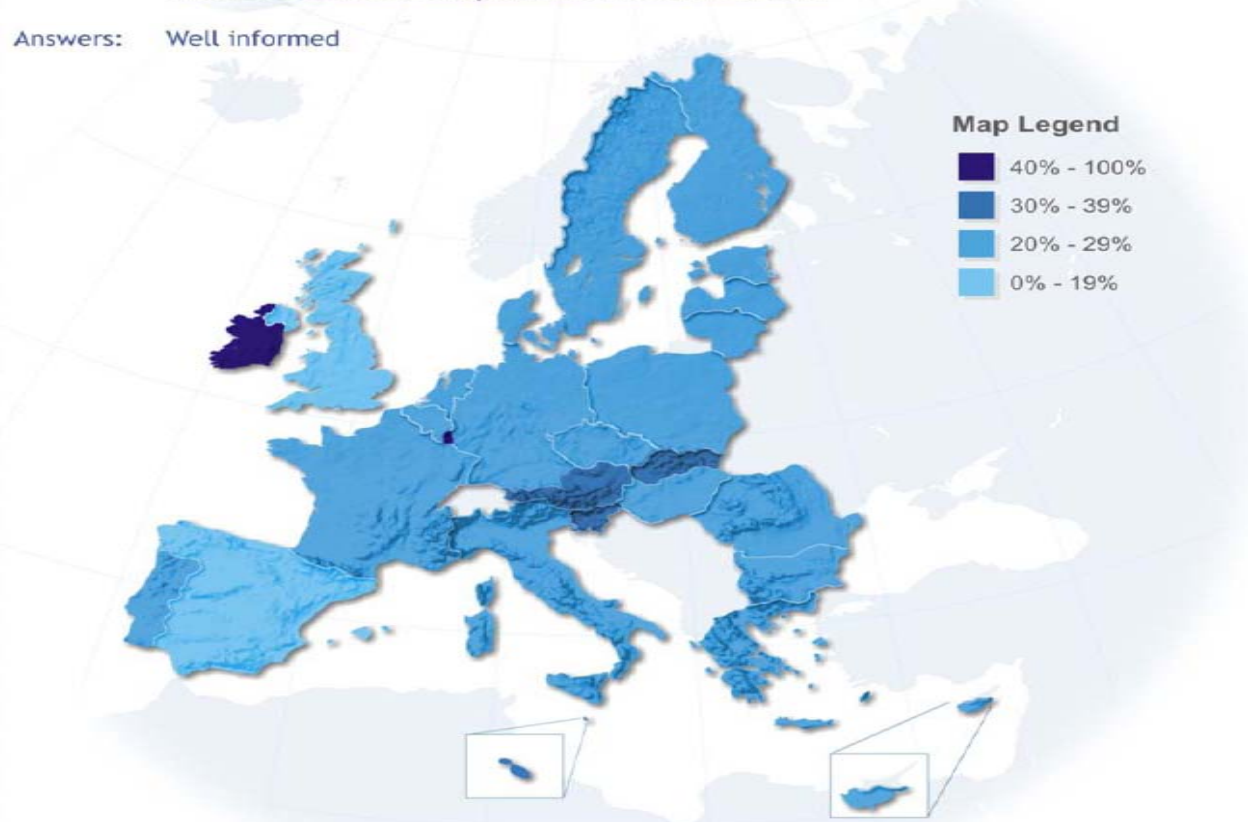 Answers: Well informed
Map Legend
40% - 100%
30% - 39%
20% - 29%
0% - 19%